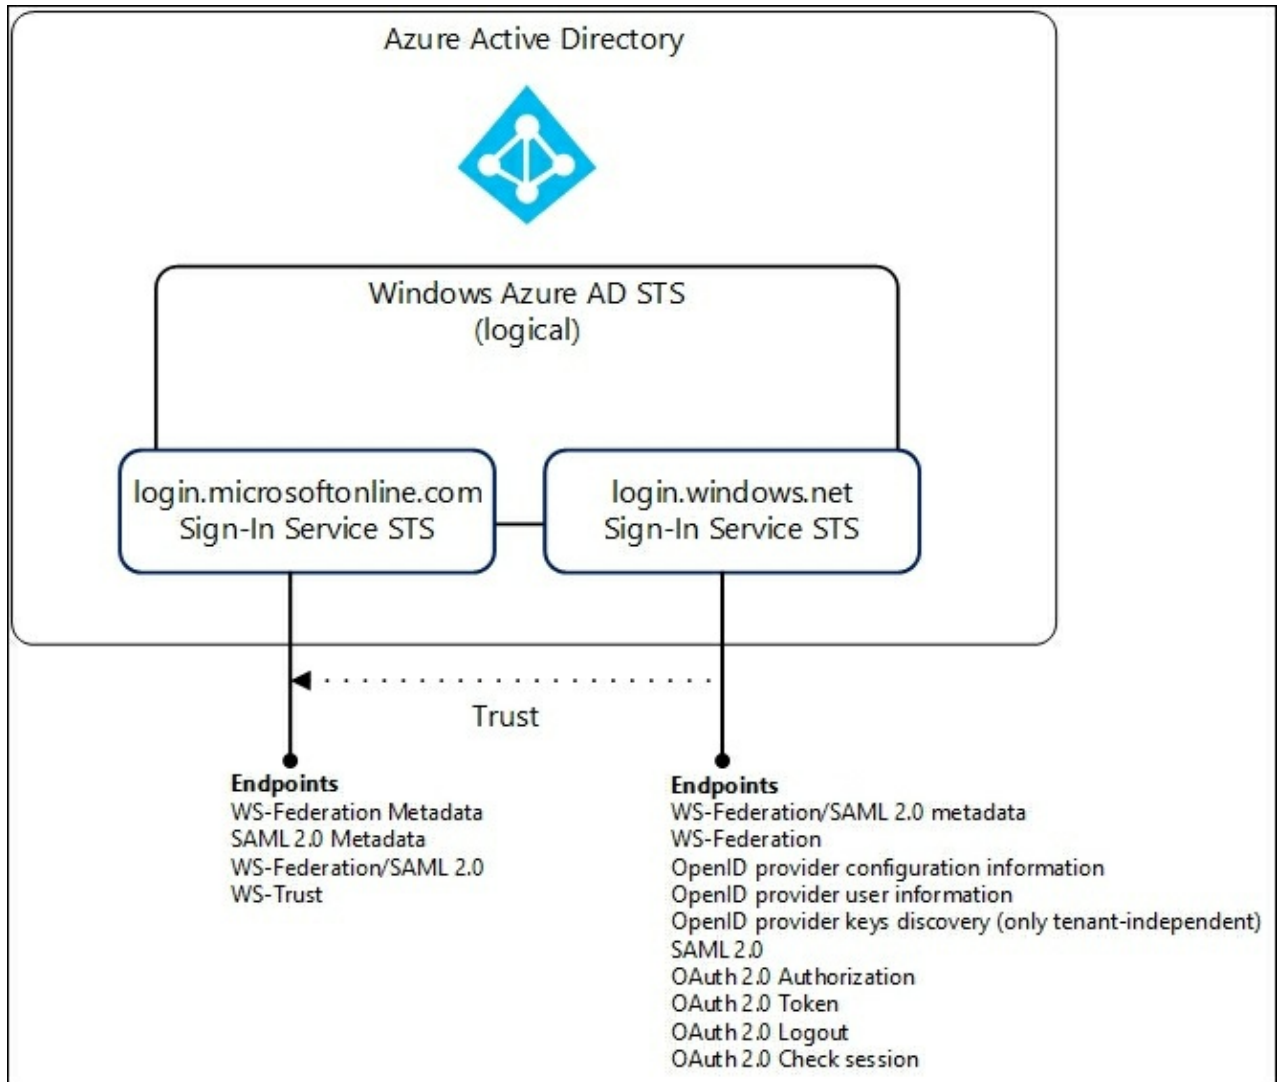 Azure Active Directory
Windows Azure AD STS
(logical)
login.microsoftonline.com
Sign-In Service STS
login.windows.net
Sign-In Service STS
Trust
Endpoints
WS-Federation Metadata
SAML 2.0 Metadata
WS-Federation/SAML 2.0
WS-Trust
Endpoints
WS-Federation/SAML 2.0 metadata
WS-Federation
OpenID provider configuration information
OpenID provider user information
OpenID provider keys discovery (only tenant-independent)
SAML 2.0
OAuth 2.0 Authorization
OAuth 2.0 Token
OAuth 2.0 Logout
OAuth 2.0 Check session